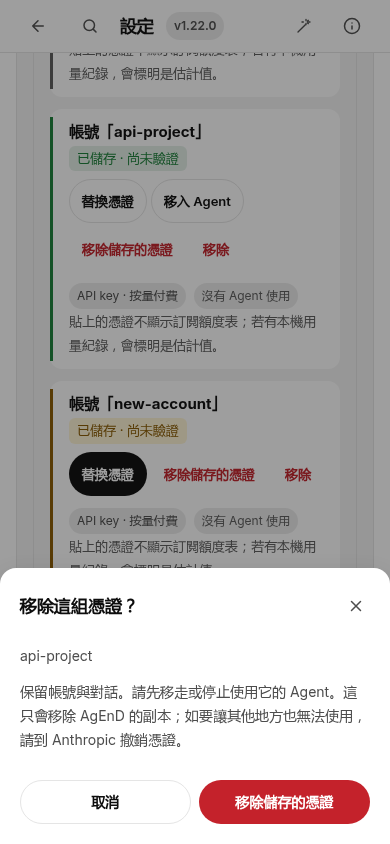 設定 v1.22.0
量紀錄，會標明是估計值。
帳號「api-project」
已儲存 · 尚未驗證
替換憑證 移入 Agent
移除儲存的憑證 移除
API key · 按量付費 沒有 Agent 使用
貼上的憑證不顯示訂閱額度表；若有本機用
量紀錄，會標明是估計值。
帳號「new-account」
已儲存 · 尚未驗證
替換憑證 移除儲存的憑證 移除
API key · 按量付費 沒有 Agent 使用
貼上的憑證不顯示訂閱額度表；若有本機用
移除這組憑證？
api-project
保留帳號與對話。請先移走或停止使用它的 Agent。這
只會移除 AgEnD 的副本；如要讓其他地方也無法使用，
請到 Anthropic 撤銷憑證。
取消 移除儲存的憑證